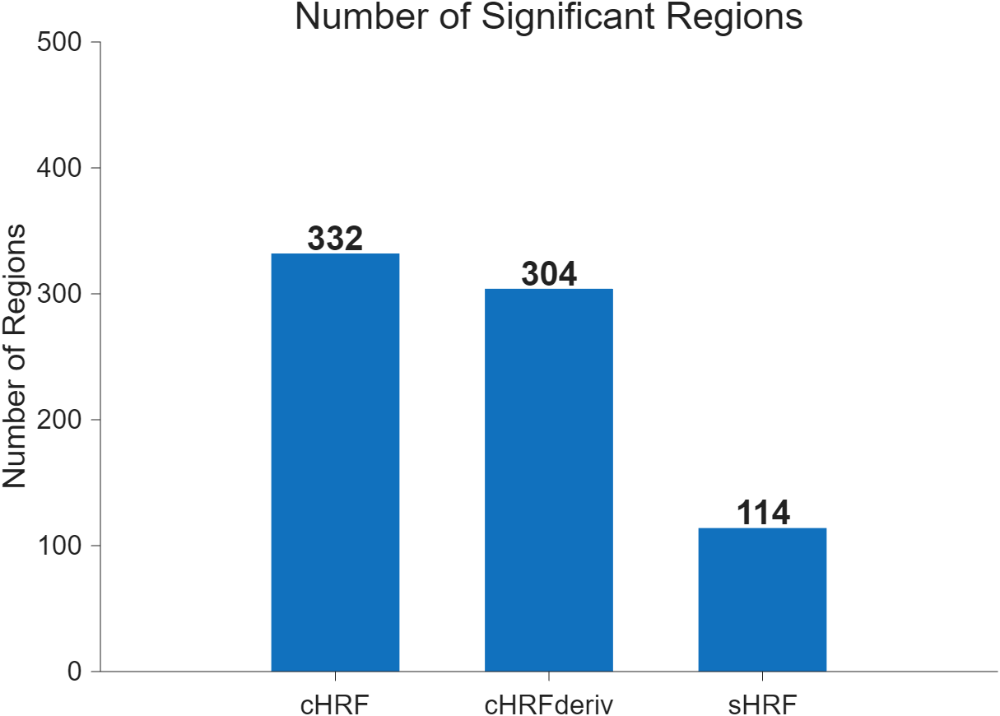 Number of Significant Regions
Number of Regions
500
400
300
200
100
0
332
304
114
cHRF
cHRFderiv
sHRF